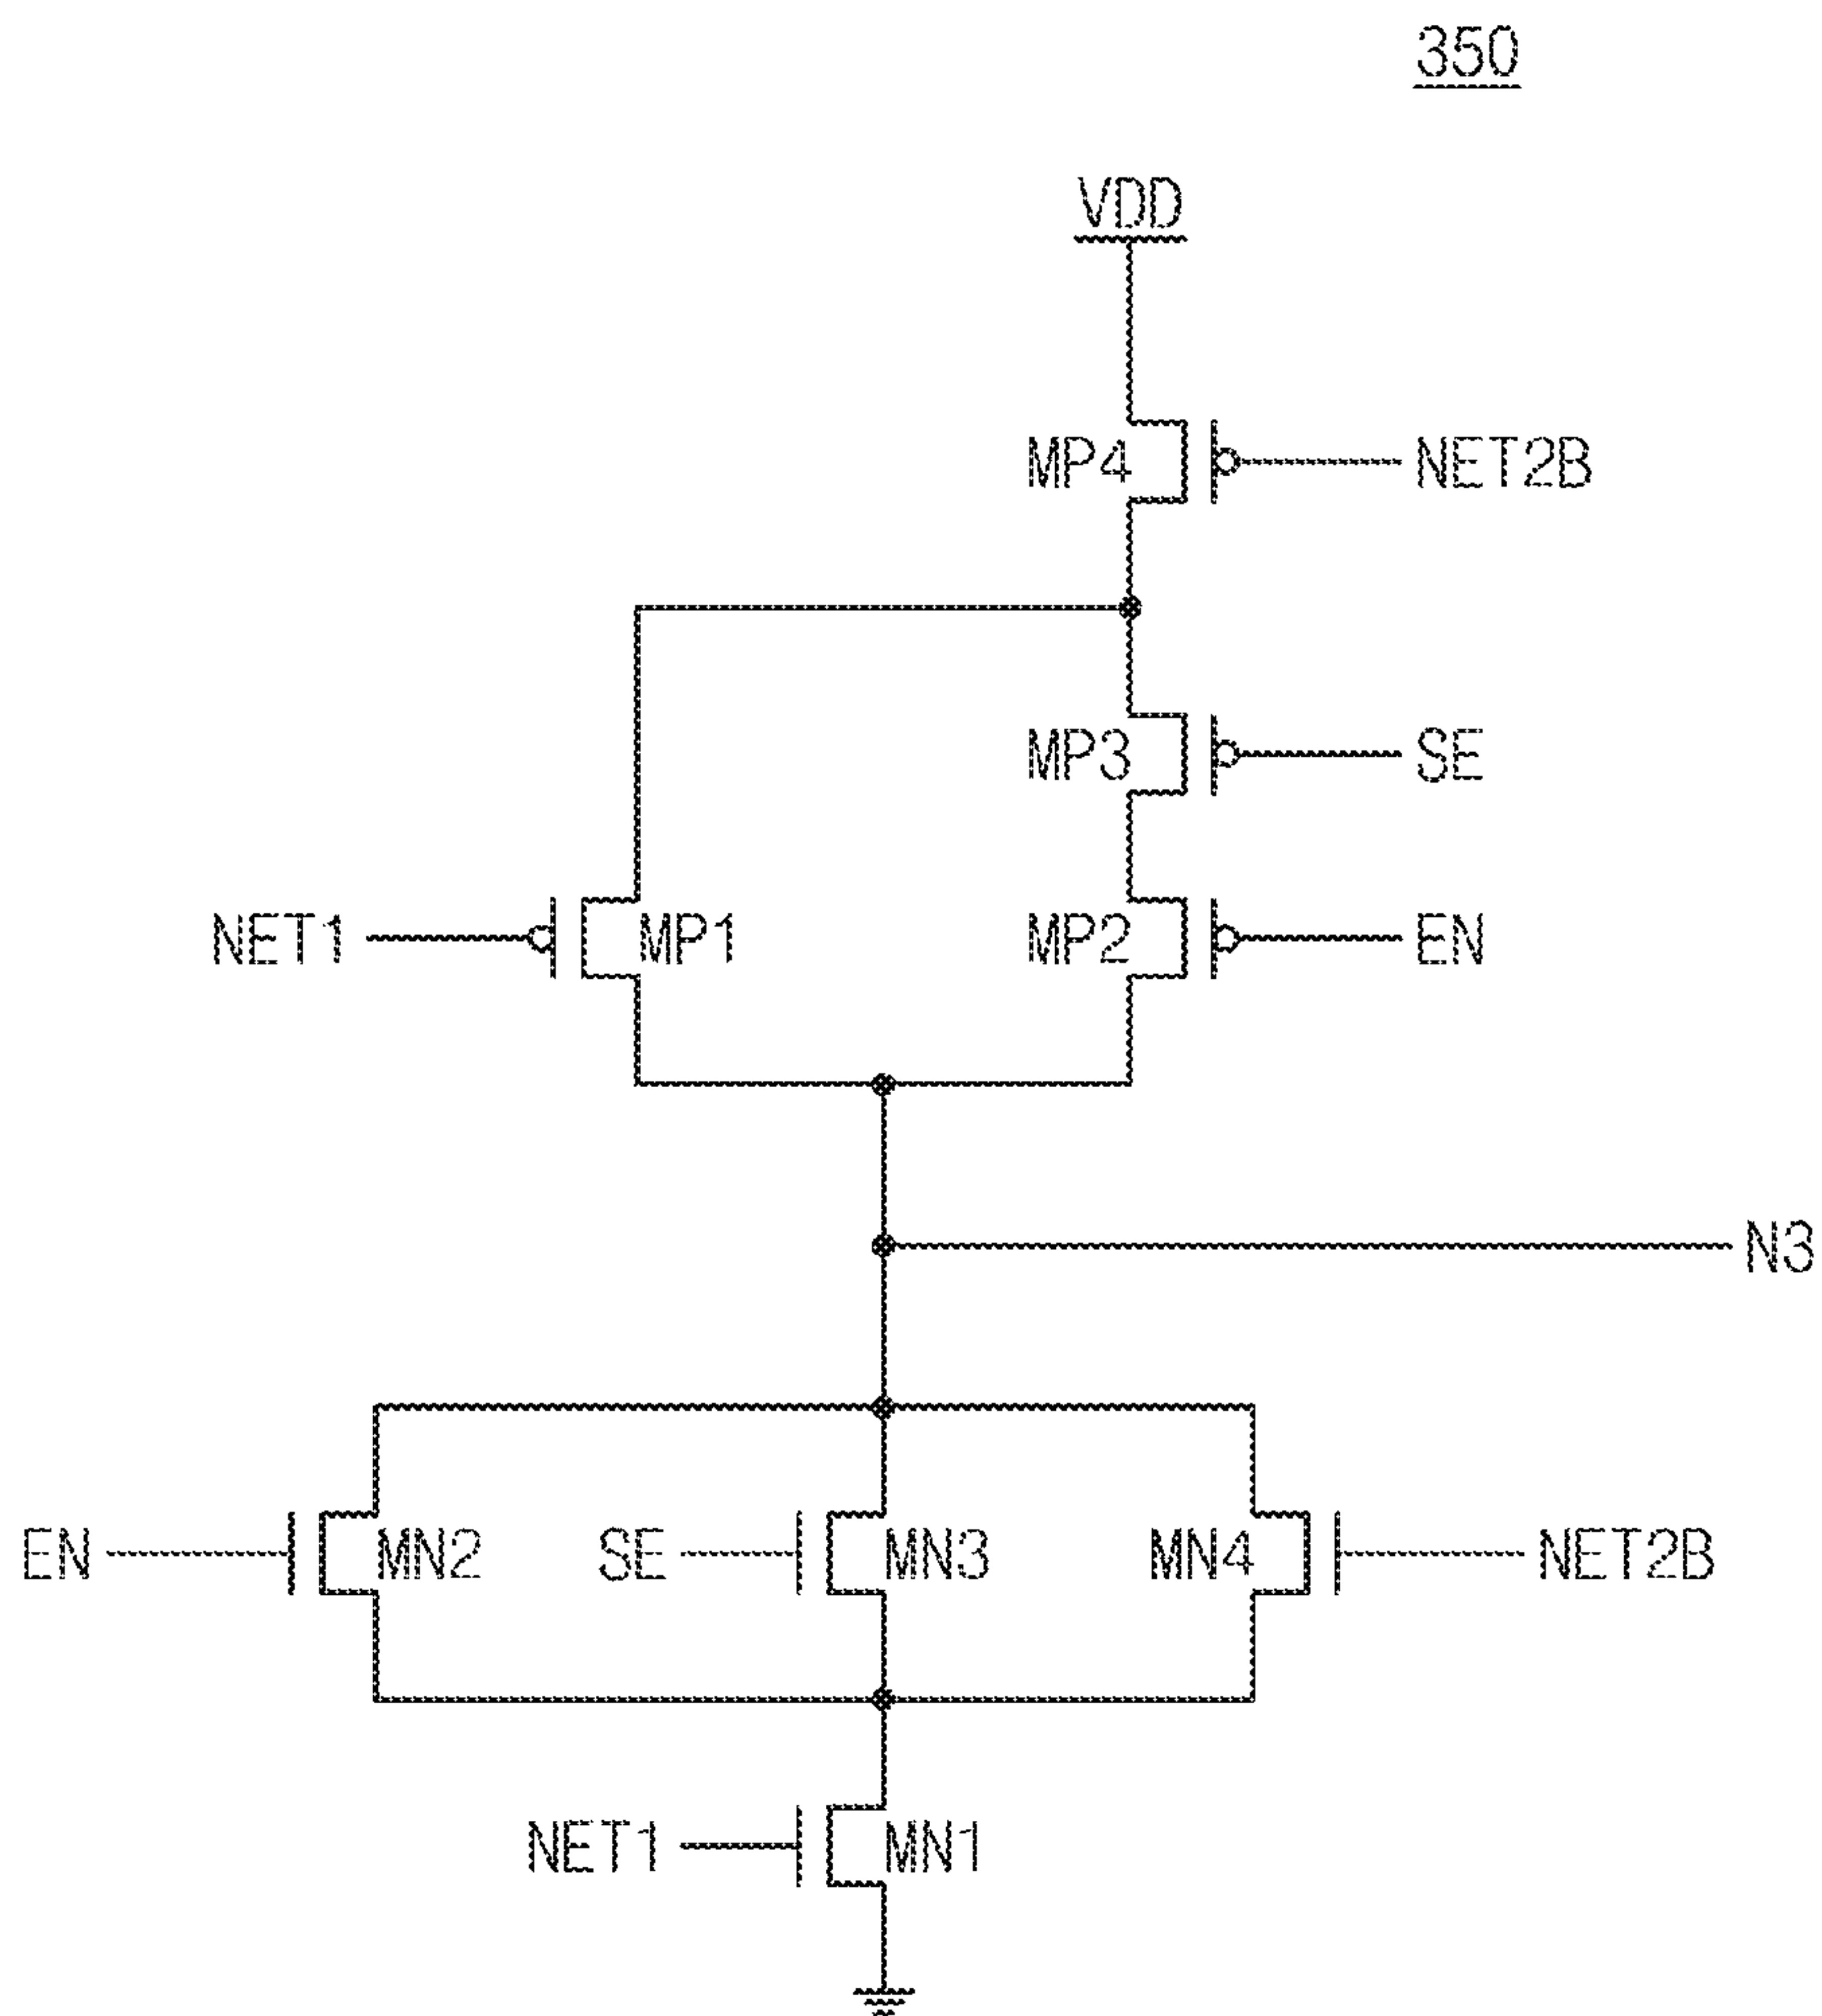 350
VDD
MP4 NET2B
MP3 SE
NET1 MP1 MP2 EN
N3
EN MN2 SE MN3 MN4 NET2B
NET1 MN1